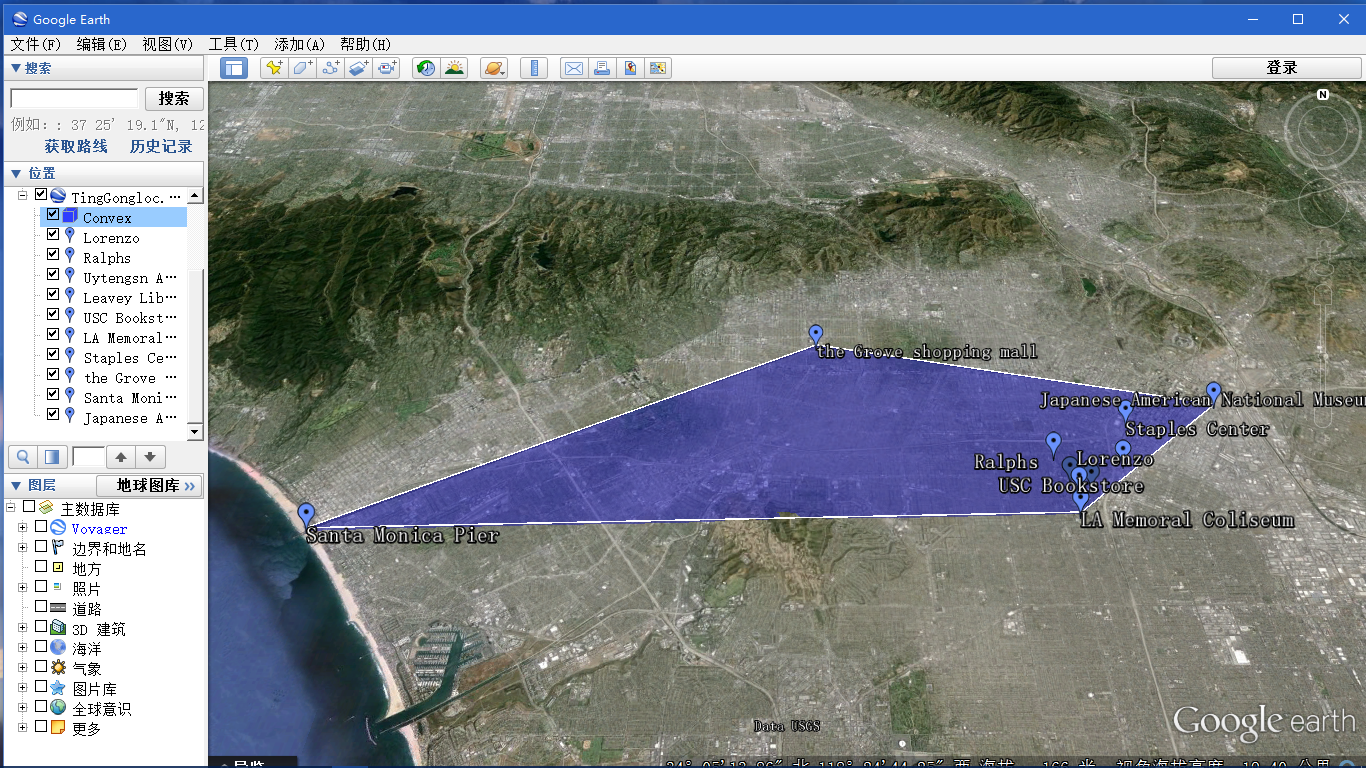 Google Earth
文件(F) 编辑(E) 视图(V) 工具(T) 添加(A) 帮助(H)
搜索
登录
搜索
例如：: 37 25' 19.1"N, 12
获取路线 历史记录
位置
TingGongloc. ...
Convex
Lorenzo
Ralphs
Uytengsn A...
Leavey Lib...
USC Bookst...
LA Memoral...
Staples Ce...
the Grove ...
Santa Moni...
Japanese A...
图层
地球图库 »
主数据库
Voyager
边界和地名
地方
照片
道路
3D 建筑
海洋
气象
图片库
全球意识
更多
N
the Grove shopping mall
Japanese American National Museu
Staples Center
Ralphs
Lorenzo
USC Bookstore
LA Memoral Coliseum
Santa Monica Pier
Data USGS
Google earth